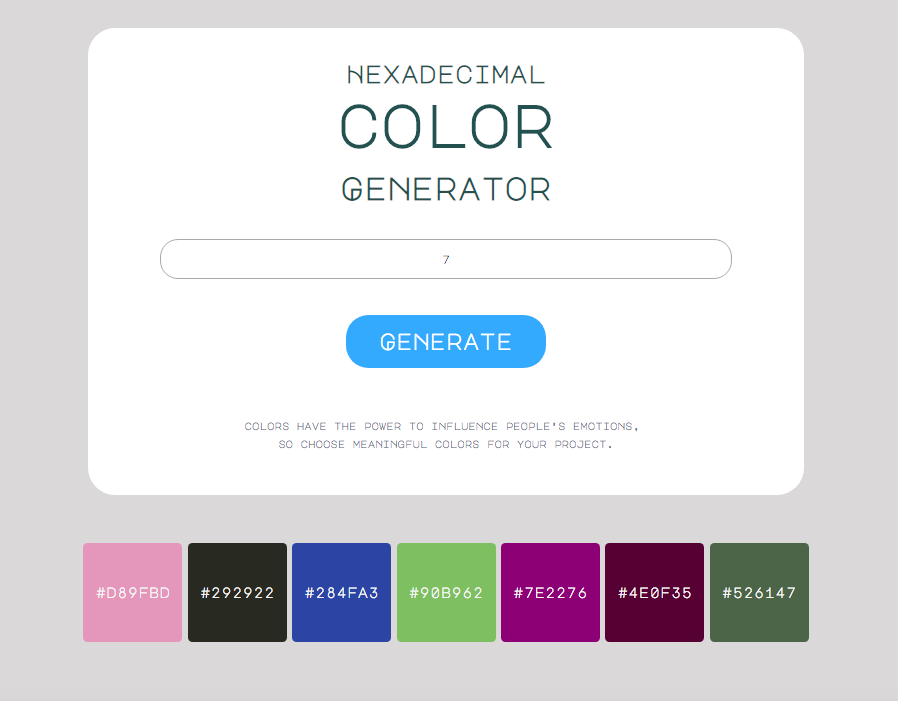 HEXADECIMAL
COLOR
GENERATOR
7
GENERATE
COLORS HAVE THE POWER TO INFLUENCE PEOPLE'S EMOTIONS,
SO CHOOSE MEANINGFUL COLORS FOR YOUR PROJECT.
#D89FBD #292922 #284FA3 #90B962 #7E2276 #4E0F35 #526147